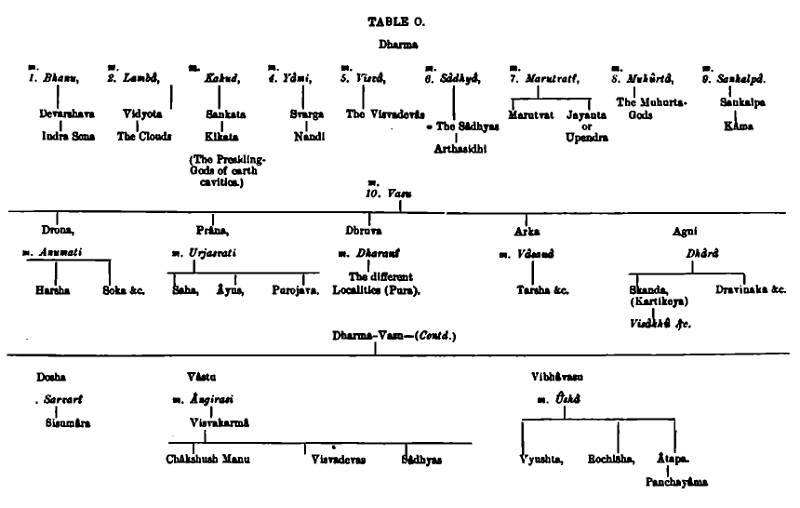 TABLE O.
Dharma
m. m. m. m. m. m. m. m. m.
1. Bhanu, 2. Lambâ, Kakud, 4. Yâmi, 5. Visvâ, 6. Sâdhyâ, 7. Marutratî, 8. Muhûrtâ, 9. Sankalpâ.
Devarshava Vidyota Sankata Svarga The Visvadevâs • The Sâdhyas Marutvat Jayanta The Muhurta- Sankalpa
or Gods
Indra Sena The Clouds Kikata Nandi Arthasidhi Upendra Kâma
(The Presiding-
Gods of earth
cavities.)
m.
10. Vasu
Drona, Prâna, Dhruva Arka Agni
m. Anumati m. Urjasvati m. Dharanî m. Vâsanâ Dhârâ
Harsha Soka &c. Saha, Âyus, Purojava. The different Tarsha &c. Skanda, Dravinaka &c.
Localities (Pura). (Kartikeya)
Visâkhâ &c.
Dharma-Vasu—(Contd.)
Dosha Vâstu Vibhâvasu
. Sarvarî m. Ângirasi m. Ûshâ
Sisumâra Visvakarmâ
Châkshush Manu Visvadevas Sâdhyas Vyushta, Rochisha, Âtapa.
Panchayâma